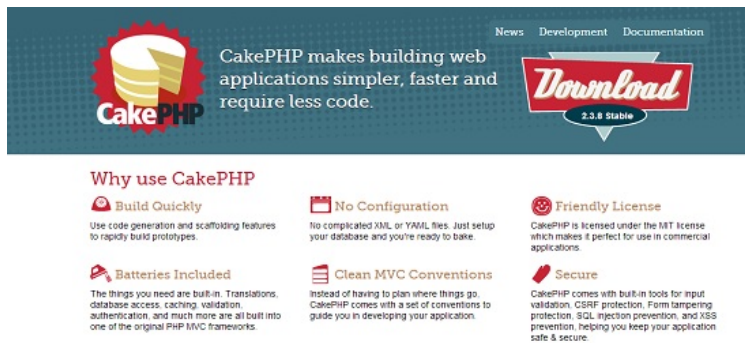 News Development Documentation
CakePHP makes building web
applications simpler, faster and
require less code.
CakePHP
Download
2.3.8 Stable
Why use CakePHP
Build Quickly
Use code generation and scaffolding features
to rapidly build prototypes.
No Configuration
No complicated XML or YAML files. Just setup
your database and you're ready to bake.
Friendly License
CakePHP is licensed under the MIT license
which makes it perfect for use in commercial
applications.
Batteries Included
The things you need are built-in. Translations,
database access, caching, validation,
authentication, and much more are all built into
one of the original PHP MVC frameworks.
Clean MVC Conventions
Instead of having to plan where things go,
CakePHP comes with a set of conventions to
guide you in developing your application.
Secure
CakePHP comes with built-in tools for input
validation, CSRF protection, Form tampering
protection, SQL injection prevention, and XSS
prevention, helping you keep your application
safe & secure.